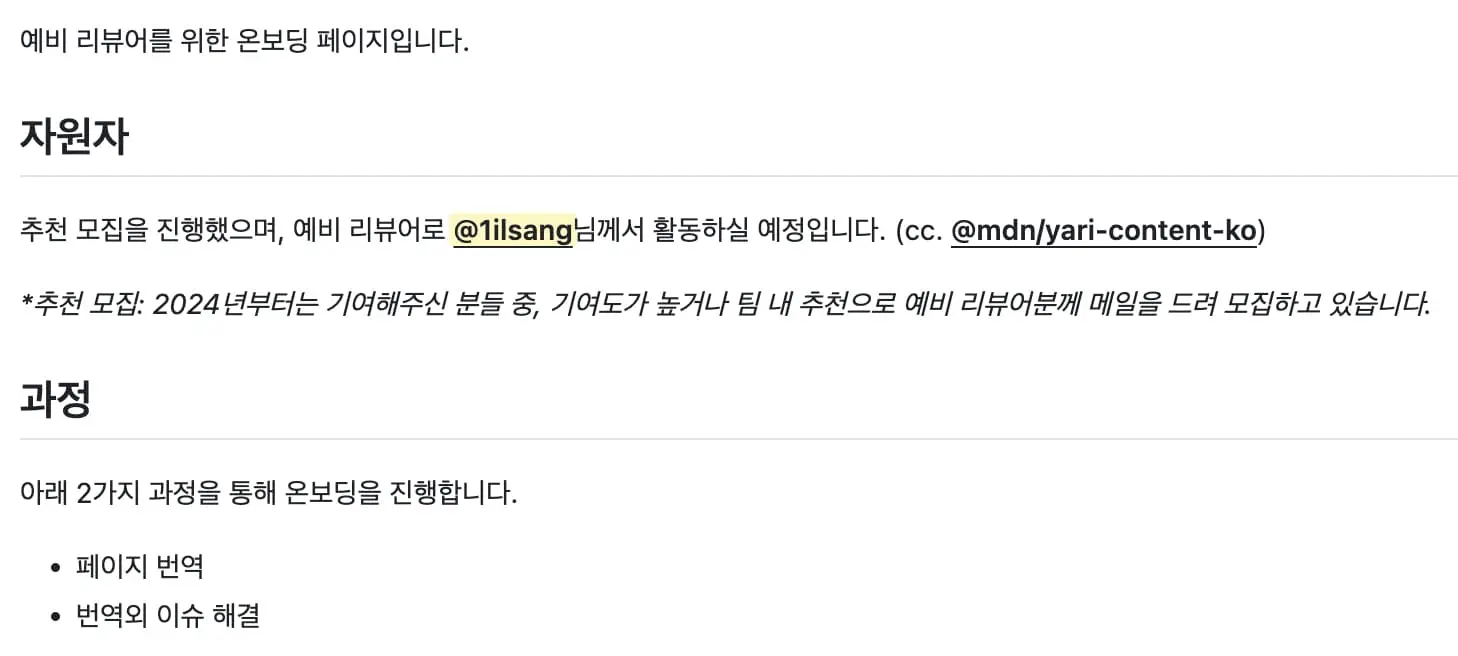 예비 리뷰어를 위한 온보딩 페이지입니다.
자원자
추천 모집을 진행했으며, 예비 리뷰어로 @1ilsang님께서 활동하실 예정입니다. (cc. @mdn/yari-content-ko)
*추천 모집: 2024년부터는 기여해주신 분들 중, 기여도가 높거나 팀 내 추천으로 예비 리뷰어분께 메일을 드려 모집하고 있습니다.
과정
아래 2가지 과정을 통해 온보딩을 진행합니다.
• 페이지 번역
• 번역외 이슈 해결